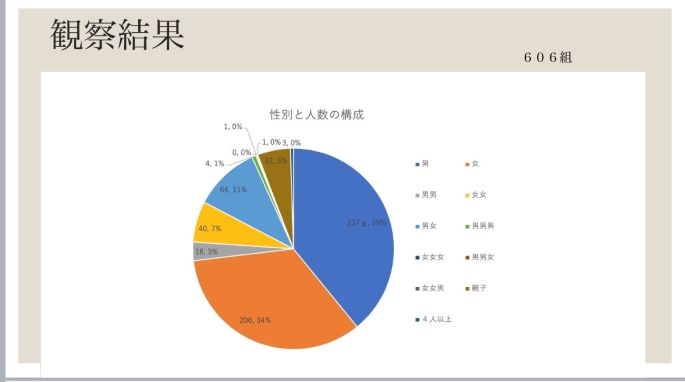 観察結果
６０６組
性別と人数の構成
1, 0%
1, 0%
3, 0%
0, 0%
32, 5%
4, 1%
64, 11%
237ｇ, 39%
40, 7%
18, 3%
206, 34%
男
女
男男
女女
男女
男男男
女女女
男男女
女女男
親子
４人以上